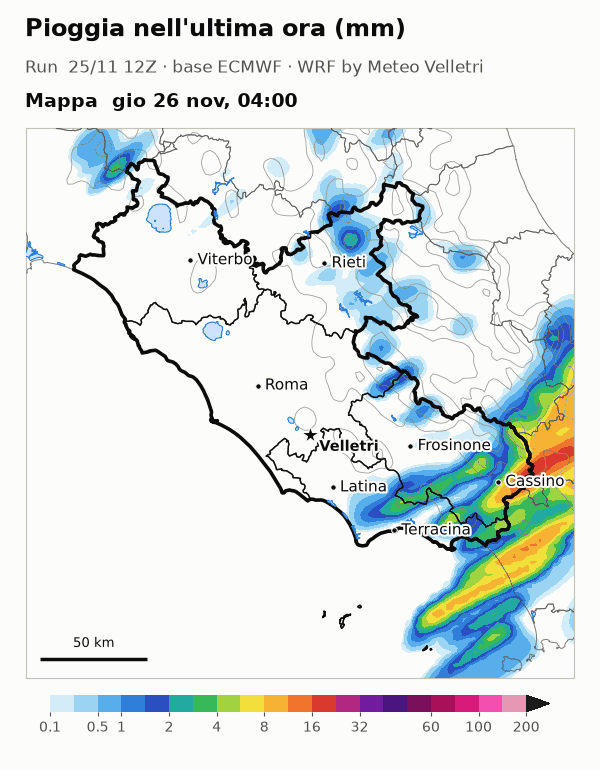 Pioggia nell'ultima ora (mm)
Run 25/11 12Z · base ECMWF · WRF by Meteo Velletri
Mappa gio 26 nov, 04:00
Viterbo
Rieti
Roma
Velletri
Frosinone
Latina
Cassino
Terracina
50 km
0.1 0.5 1 2 4 8 16 32 60 100 200